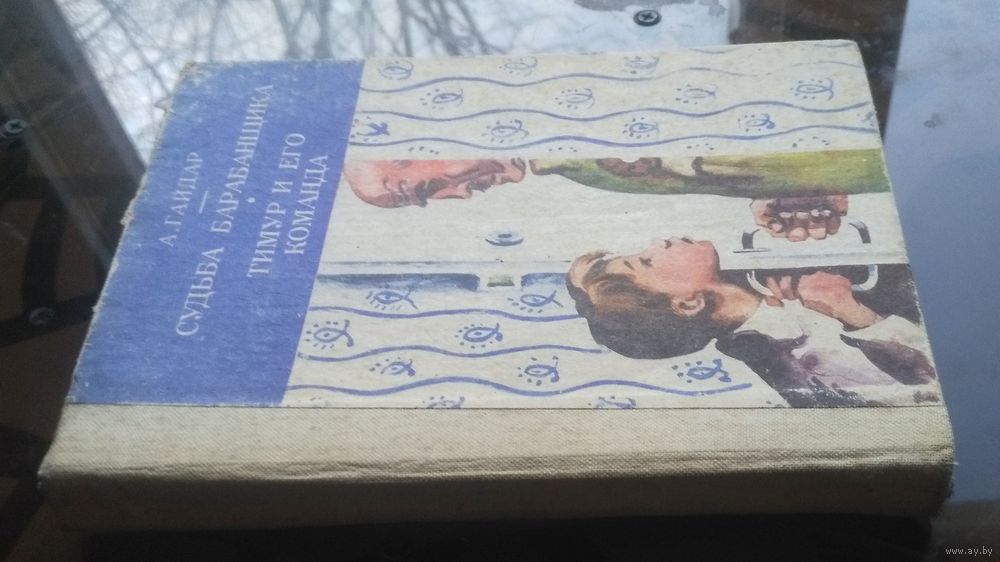 А. ГАЙДАР
СУДЬБА БАРАБАНЩИКА
ТИМУР И ЕГО
КОМАНДА
www.ay.by